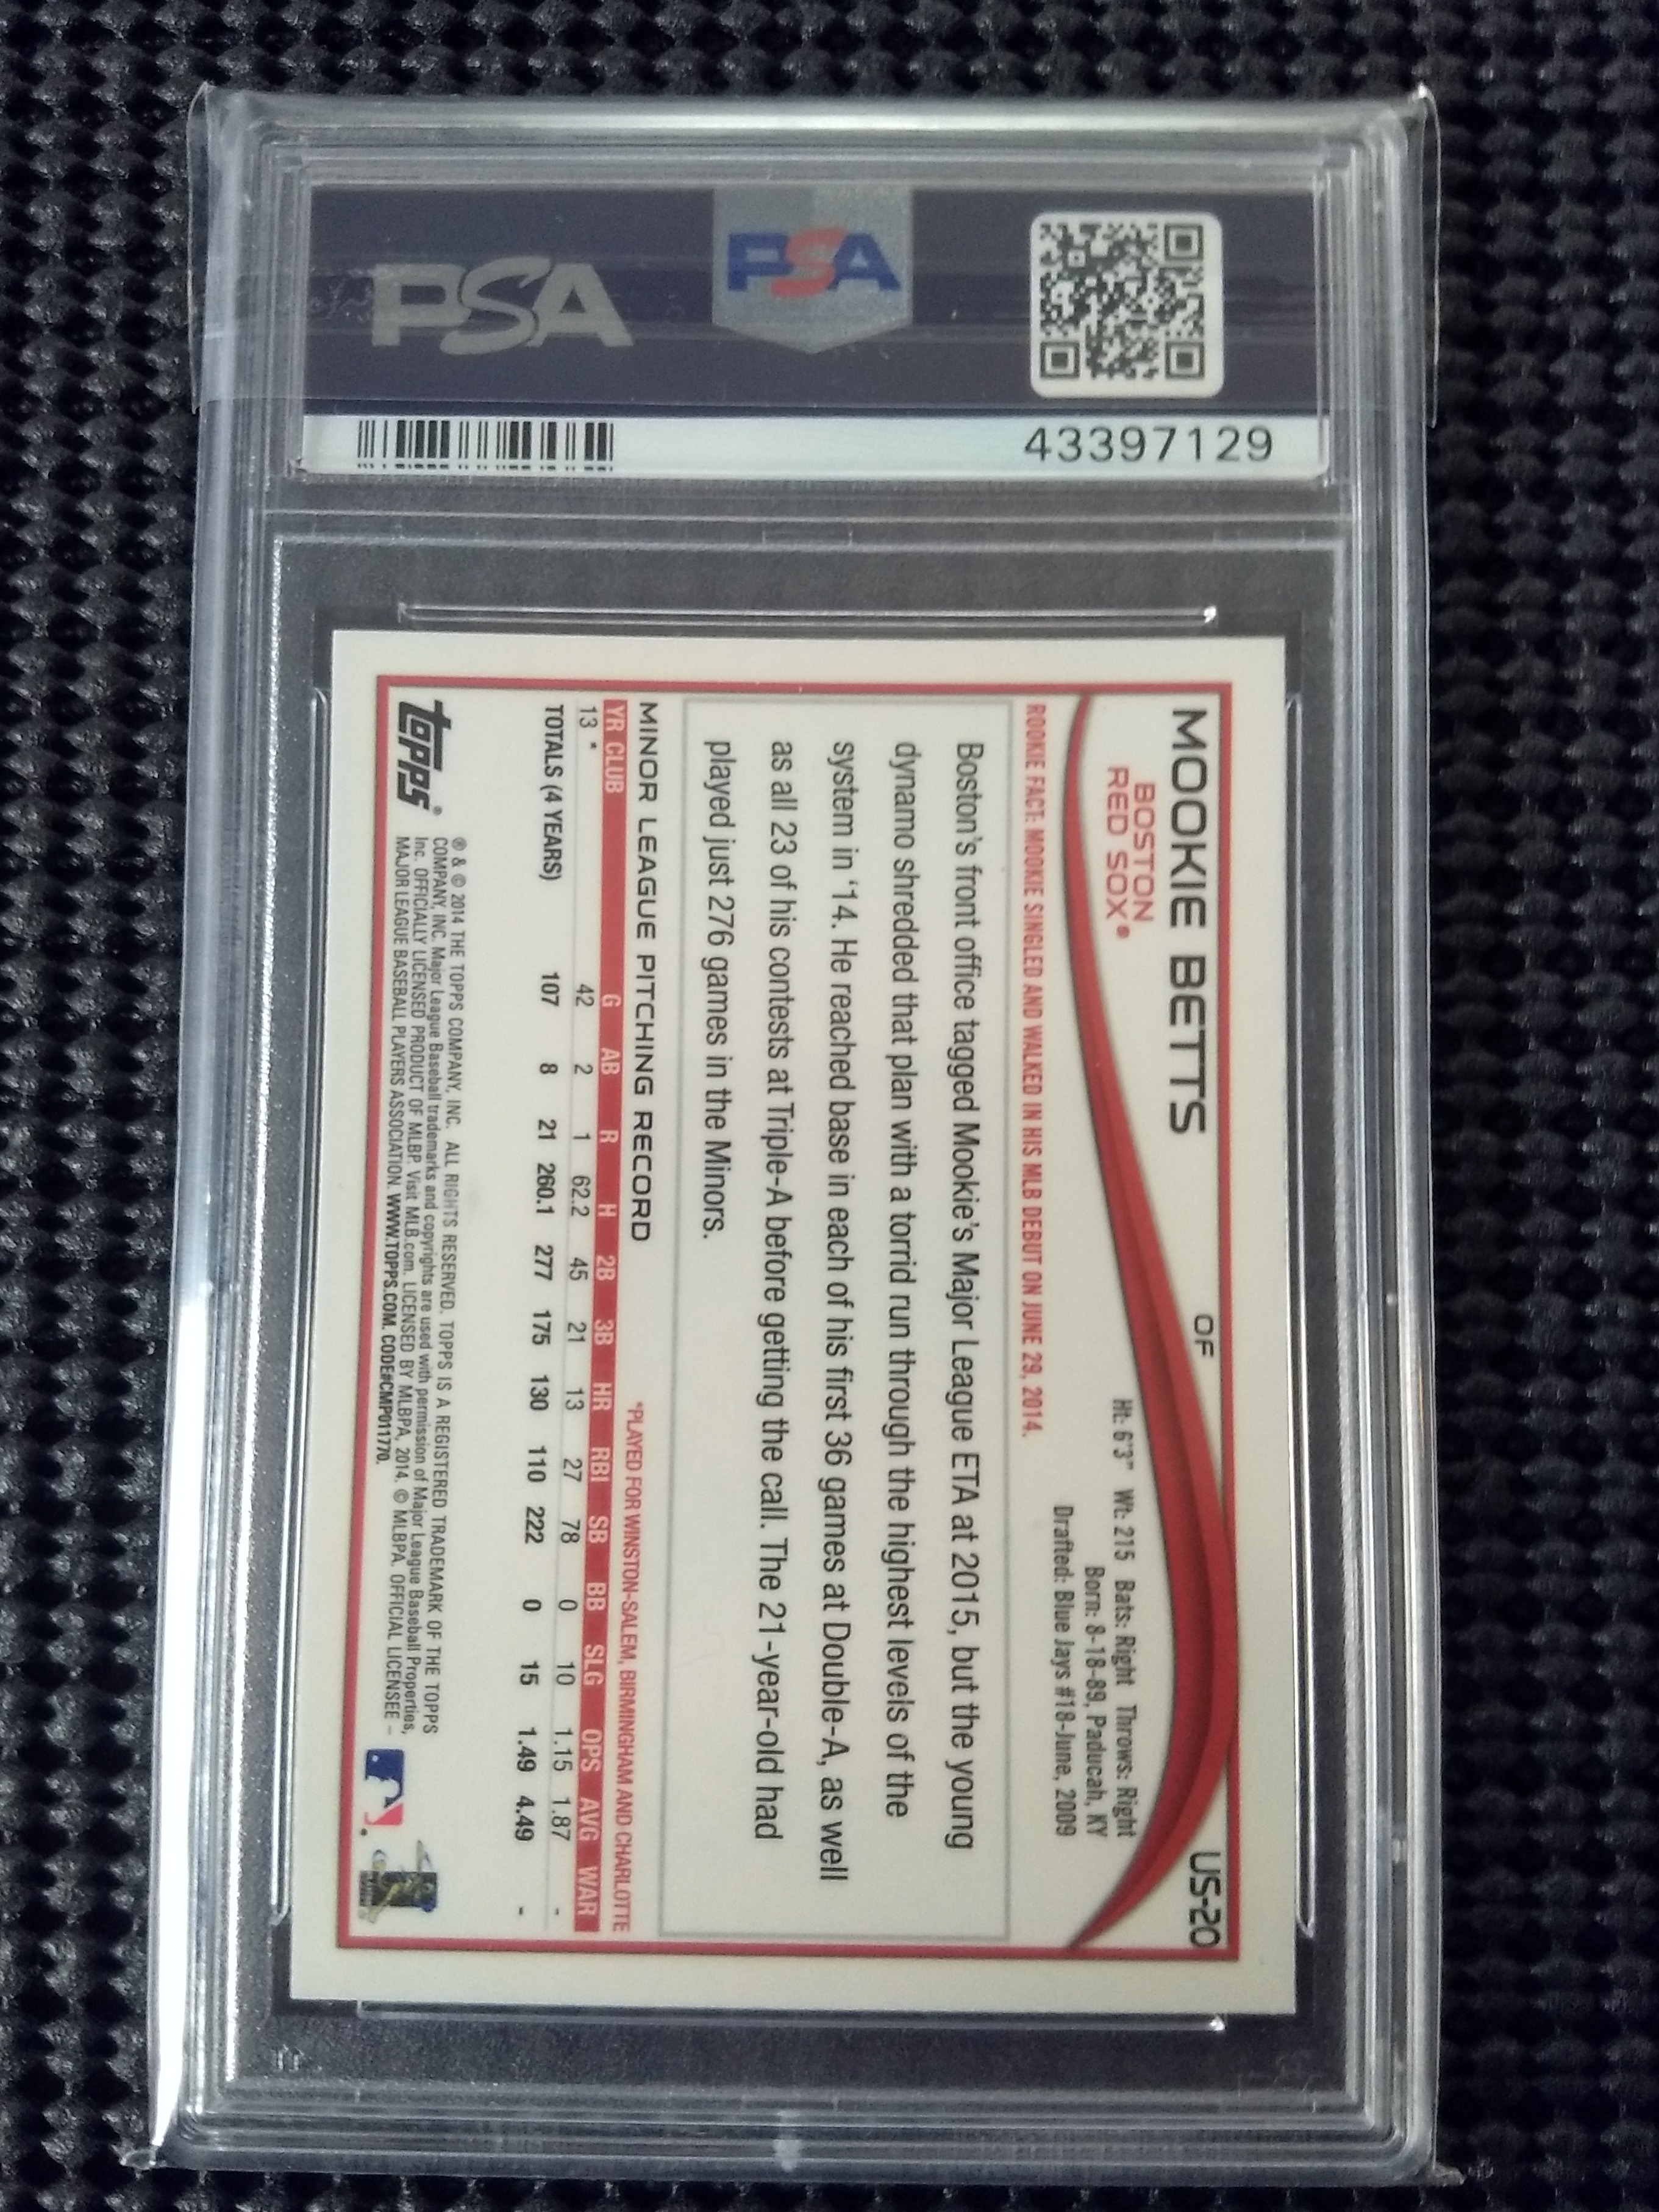 PSA
PSA
43397129
MOOKIE BETTS OF US-20
BOSTON
RED SOX®
Ht: 6'3" Wt: 215 Bats: Right Throws: Right
Born: 8-18-89, Paducah, KY
Drafted: Blue Jays #18-June, 2009
ROOKIE FACT: MOOKIE SINGLED AND WALKED IN HIS MLB DEBUT ON JUNE 29, 2014.
Boston's front office tagged Mookie's Major League ETA at 2015, but the young
dynamo shredded that plan with a torrid run through the highest levels of the
system in '14. He reached base in each of his first 36 games at Double-A, as well
as all 23 of his contests at Triple-A before getting the call. The 21-year-old had
played just 276 games in the Minors.
MINOR LEAGUE PITCHING RECORD *PLAYED FOR WINSTON-SALEM, BIRMINGHAM AND CHARLOTTE
YR CLUB G AB R H 2B 3B HR RBI SB BB SLG OPS AVG WAR
13 * 42 2 1 62.2 45 21 13 27 78 0 10 1.15 1.87 -
TOTALS (4 YEARS) 107 8 21 260.1 277 175 130 110 222 0 15 1.49 4.49 -
topps®
® & © 2014 THE TOPPS COMPANY, INC. ALL RIGHTS RESERVED. TOPPS IS A REGISTERED TRADEMARK OF THE TOPPS
COMPANY, INC. Major League Baseball trademarks and copyrights are used with permission of Major League Baseball Properties,
Inc. OFFICIALLY LICENSED PRODUCT OF MLBP. Visit MLB.com. LICENSED BY MLBPA, 2014. © MLBPA. OFFICIAL LICENSEE –
MAJOR LEAGUE BASEBALL PLAYERS ASSOCIATION. WWW.TOPPS.COM. CODE#CMP011770.